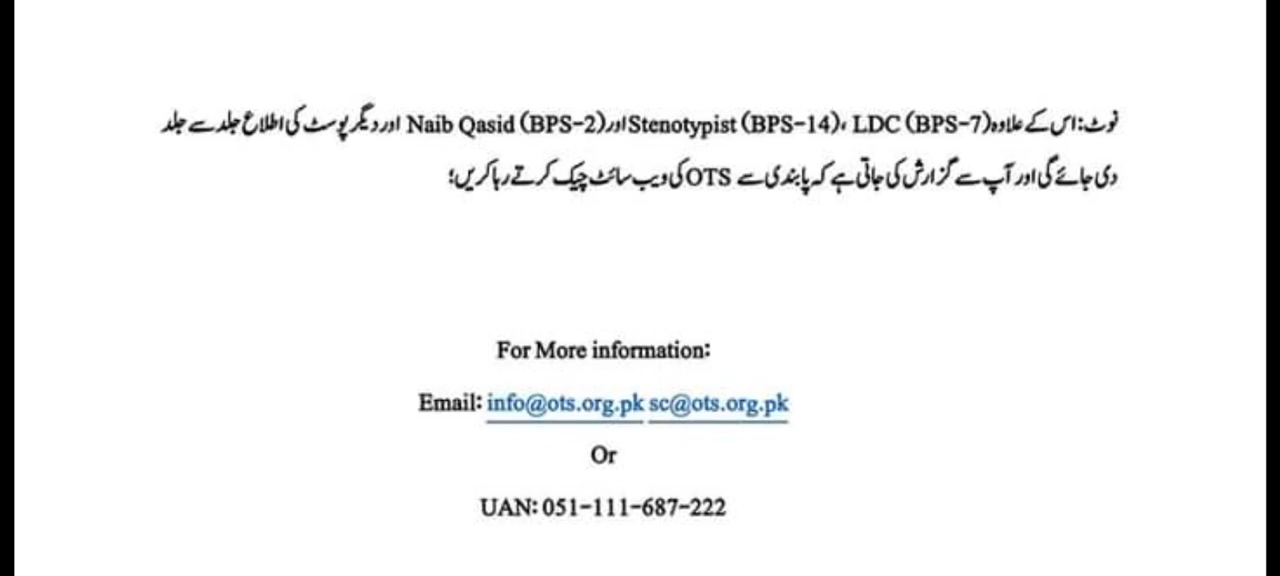 نوٹ: اس کے علاوہ LDC (BPS-7)، Stenotypist (BPS-14) اور Naib Qasid (BPS-2) اور دیگر پوسٹ کی اطلاع جلد سے جلد
دی جائے گی اور آپ سے گزارش کی جاتی ہے کہ پابندی سے OTS کی ویب سائٹ چیک کرتے رہا کریں؛
For More information:
Email: info@ots.org.pk sc@ots.org.pk
Or
UAN: 051-111-687-222